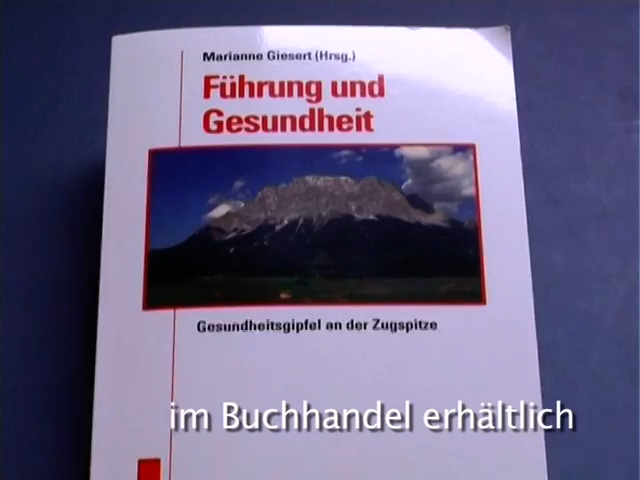 Marianne Giesert (Hrsg.)
Führung und
Gesundheit
Gesundheitsgipfel an der Zugspitze
im Buchhandel erhältlich